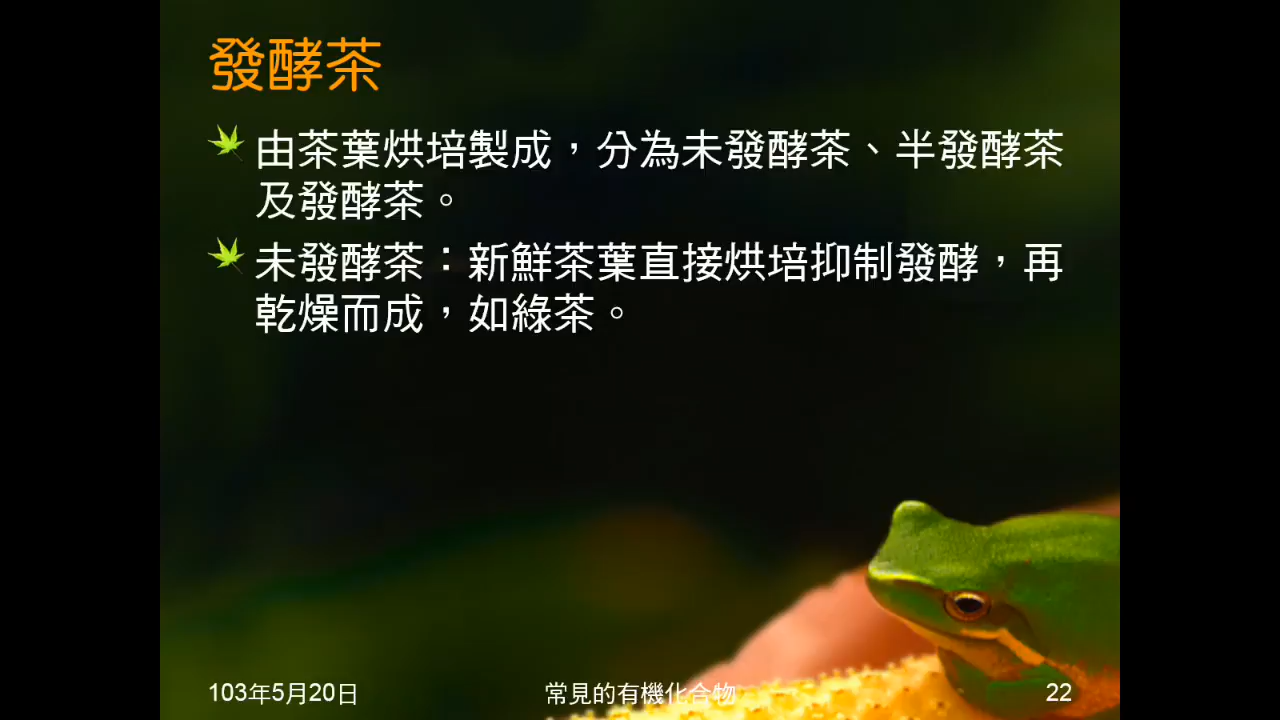 發酵茶
由茶葉烘培製成，分為未發酵茶、半發酵茶
及發酵茶。
未發酵茶：新鮮茶葉直接烘培抑制發酵，再
乾燥而成，如綠茶。
103年5月20日
常見的有機化合物
22